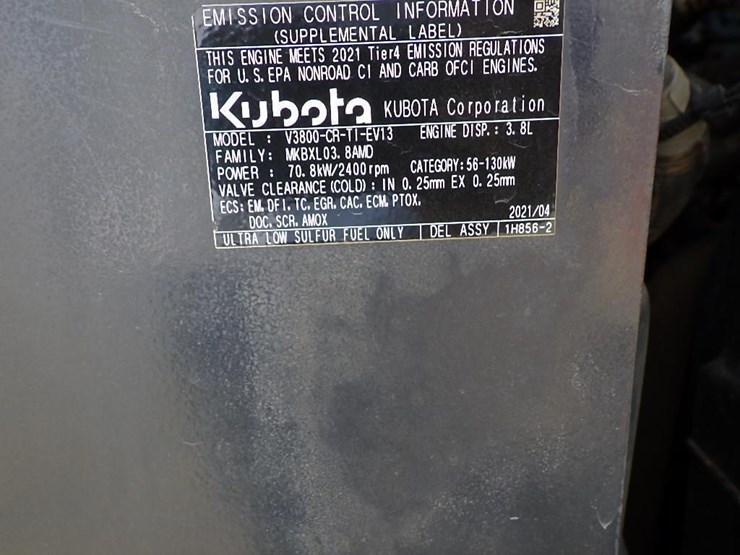 EMISSION CONTROL INFORMATION
(SUPPLEMENTAL LABEL)
THIS ENGINE MEETS 2021 Tier4 EMISSION REGULATIONS
FOR U.S.EPA NONROAD CI AND CARB OFCI ENGINES.
Kubota KUBOTA Corporation
MODEL : V3800-CR-TI-EV13 ENGINE DISP.: 3.8L
FAMILY: MKBXL03.8AMD
POWER : 70.8kW/2400rpm CATEGORY:56-130kW
VALVE CLEARANCE(COLD): IN 0.25mm EX 0.25mm
ECS: EM, DFI, TC, EGR, CAC, ECM, PTOX,
DOC, SCR, AMOX 2021/04
ULTRA LOW SULFUR FUEL ONLY DEL ASSY 1H856-2